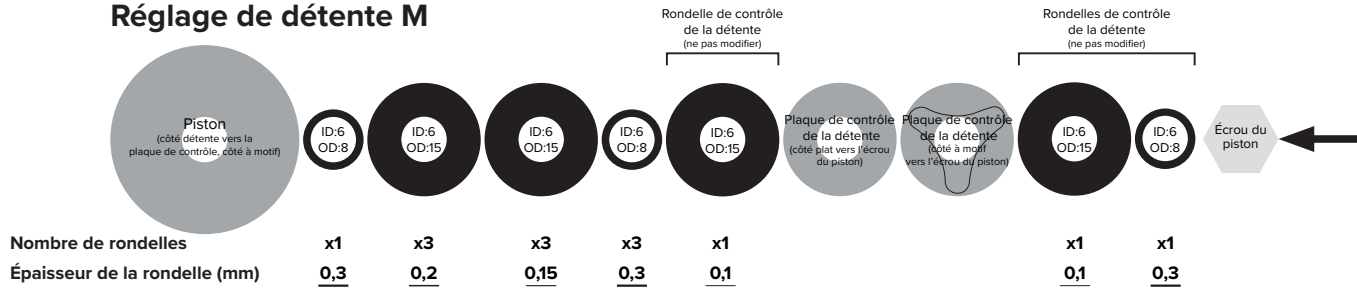 Réglage de détente M
Rondelle de contrôle
de la détente
(ne pas modifier)
Rondelles de contrôle
de la détente
(ne pas modifier)
Piston
(côté détente vers la
plaque de contrôle, côté à motif)
ID:6
OD:8
ID:6
OD:15
ID:6
OD:15
ID:6
OD:8
ID:6
OD:15
Plaque de contrôle
de la détente
(côté plat vers l'écrou
du piston)
Plaque de contrôle
de la détente
(côté à motif
vers l'écrou du piston)
ID:6
OD:15
ID:6
OD:8
Écrou du
piston
Nombre de rondelles x1 x3 x3 x3 x1 x1 x1
Épaisseur de la rondelle (mm) 0,3 0,2 0,15 0,3 0,1 0,1 0,3